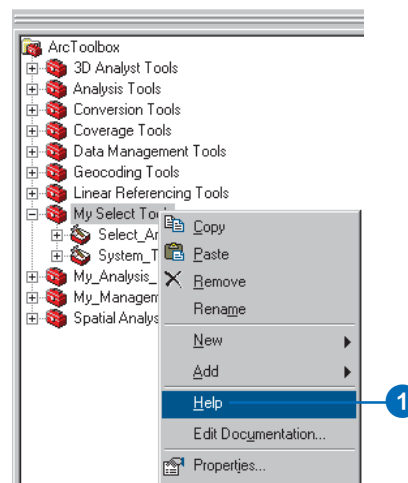 ArcToolbox
3D Analyst Tools
Analysis Tools
Conversion Tools
Coverage Tools
Data Management Tools
Geocoding Tools
Linear Referencing Tools
My Select Too
Select_Ar
System_T
My_Analysis_
My_Managem
Spatial Analys
Copy
Paste
Remove
Rename
New
Add
Help
1
Edit Documentation...
Properties...